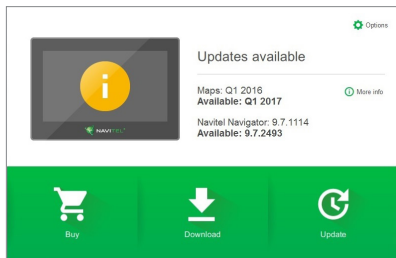 Options
Updates available
Maps: Q1 2016
Available: Q1 2017
More info
Navitel Navigator: 9.7.1114
Available: 9.7.2493
NAVITEL
Buy
Download
Update